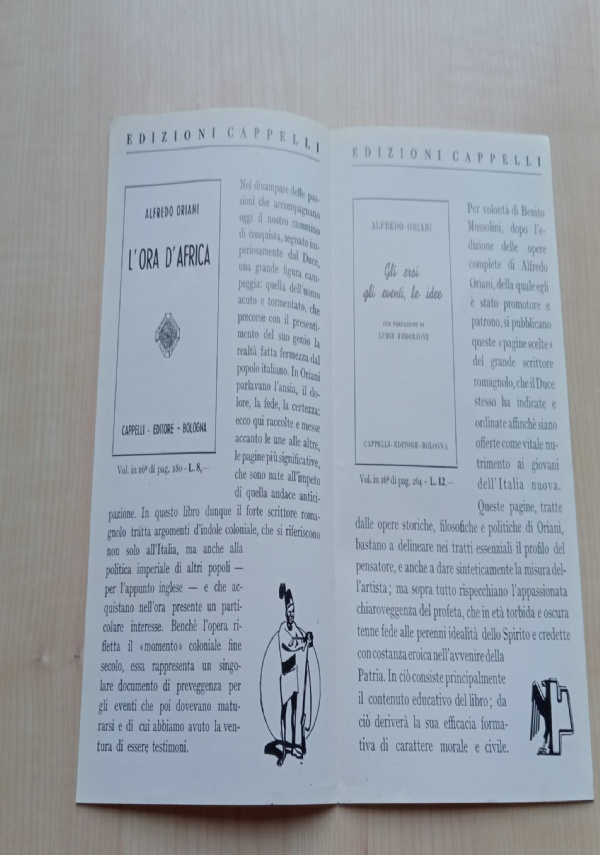 EDIZIONI CAPPELLI
ALFREDO ORIANI
L'ORA D'AFRICA
CAPPELLI - EDITORE - BOLOGNA
Vol. in 16º di pag. 180 - L. 8,—
Nel divampare delle pas-
sioni che accompagnano
oggi il nostro cammino
di conquista, segnato im-
periosamente dal Duce,
una grande figura cam-
peggia: quella dell'uomo
acuto e tormentato, che
precorse con il presenti-
mento del suo genio la
realtà fatta fermezza dal
popolo italiano. In Oriani
parlavano l'ansia, il do-
lore, la fede, la certezza:
ecco qui raccolte e messe
accanto le une alle altre,
le pagine più significative,
che sono nate all'impeto
di quella audace antici-
pazione. In questo libro dunque il forte scrittore roma-
gnolo tratta argomenti d'indole coloniale, che si riferiscono
non solo all'Italia, ma anche alla
politica imperiale di altri popoli —
per l'appunto inglese — e che ac-
quistano nell'ora presente un parti-
colare interesse. Benchè l'opera ri-
fletta il «momento» coloniale fine
secolo, essa rappresenta un singo-
lare documento di preveggenza per
gli eventi che poi dovevano matu-
rarsi e di cui abbiamo avuto la ven-
tura di essere testimoni.
EDIZIONI CAPPELLI
ALFREDO ORIANI
Gli eroi
gli eventi, le idee
CON PREFAZIONE DI
LUIGI FEDERZONI
CAPPELLI-EDITORE-BOLOGNA
Vol. in 16º di pag. 264 - L. 12,—
Per volontà di Benito
Mussolini, dopo l'e-
dizione delle opere
complete di Alfredo
Oriani, della quale egli
è stato promotore e
patrono, si pubblicano
queste «pagine scelte»
del grande scrittore
romagnolo, che il Duce
stesso ha indicate e
ordinate affinchè siano
offerte come vitale nu-
trimento ai giovani
dell'Italia nuova.
Queste pagine, tratte
dalle opere storiche, filosofiche e politiche di Oriani,
bastano a delineare nei tratti essenziali il profilo del
pensatore, e anche a dare sinteticamente la misura del-
l'artista; ma sopra tutto rispecchiano l'appassionata
chiaroveggenza del profeta, che in età torbida e oscura
tenne fede alle perenni idealità dello Spirito e credette
con costanza eroica nell'avvenire della
Patria. In ciò consiste principalmente
il contenuto educativo del libro; da
ciò deriverà la sua efficacia forma-
tiva di carattere morale e civile.